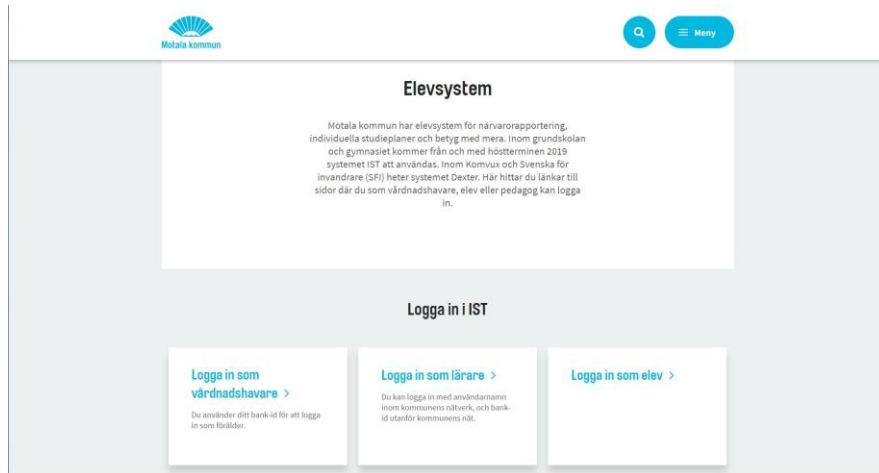 Motala kommun
Meny
Elevsystem
Motala kommun har elevsystem för närvarorapportering,
individuella studieplaner och betyg med mera. Inom grundskolan
och gymnasiet kommer från och med höstterminen 2019
systemet IST att användas. Inom Komvux och Svenska för
invandrare (SFI) heter systemet Dexter. Här hittar du länkar till
sidor där du som vårdnadshavare, elev eller pedagog kan logga
in.
Logga in i IST
Logga in som
vårdnadshavare >
Du använder ditt bank-id för att logga
in som förälder.
Logga in som lärare >
Du kan logga in med användarnamn
inom kommunens nätverk, och bank-
id utanför kommunens nät.
Logga in som elev >